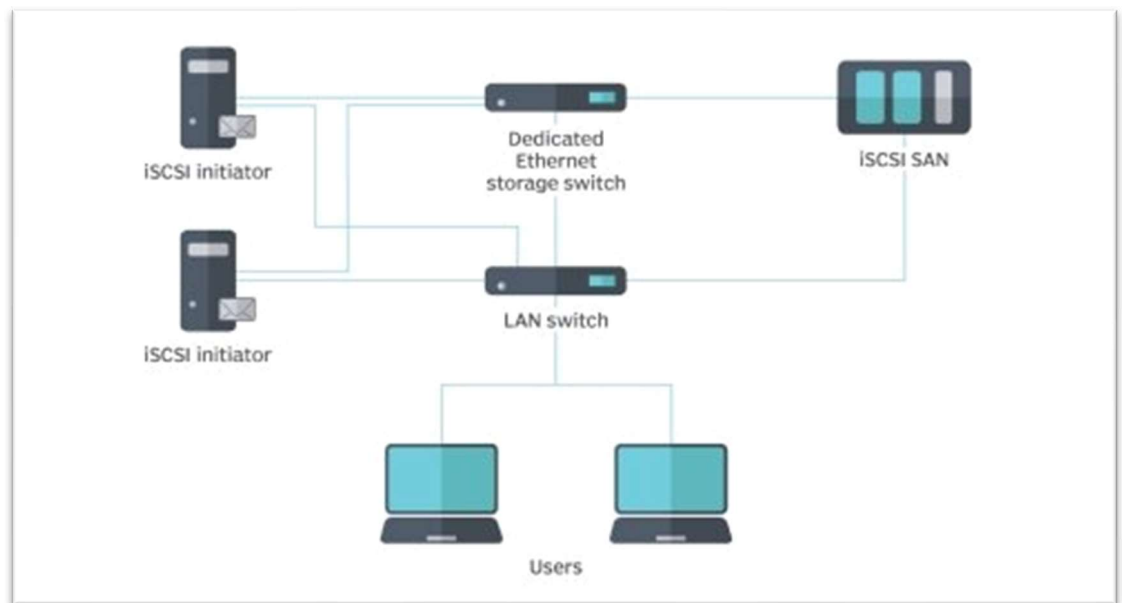 iSCSI initiator
Dedicated
Ethernet
storage switch
iSCSI SAN
iSCSI initiator
LAN switch
Users